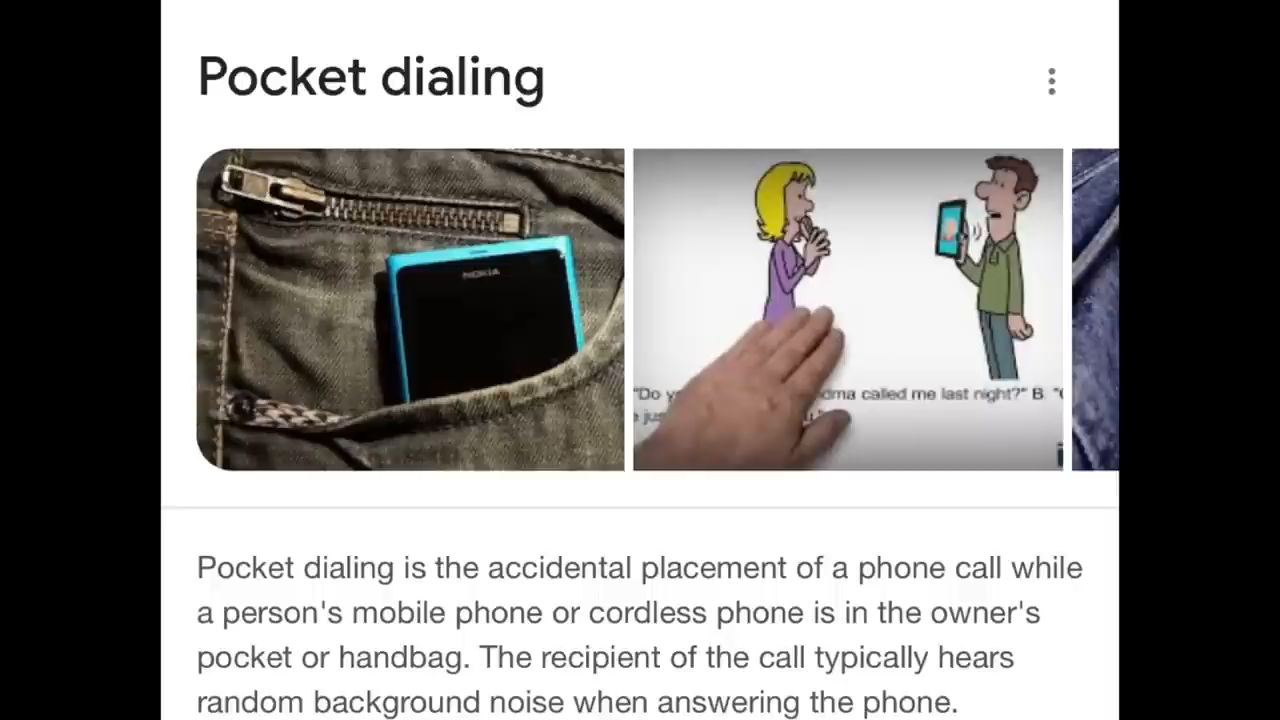 Pocket dialing
NOKIA
"Do
dma called me last night?" B
Pocket dialing is the accidental placement of a phone call while
a person's mobile phone or cordless phone is in the owner's
pocket or handbag. The recipient of the call typically hears
random background noise when answering the phone.